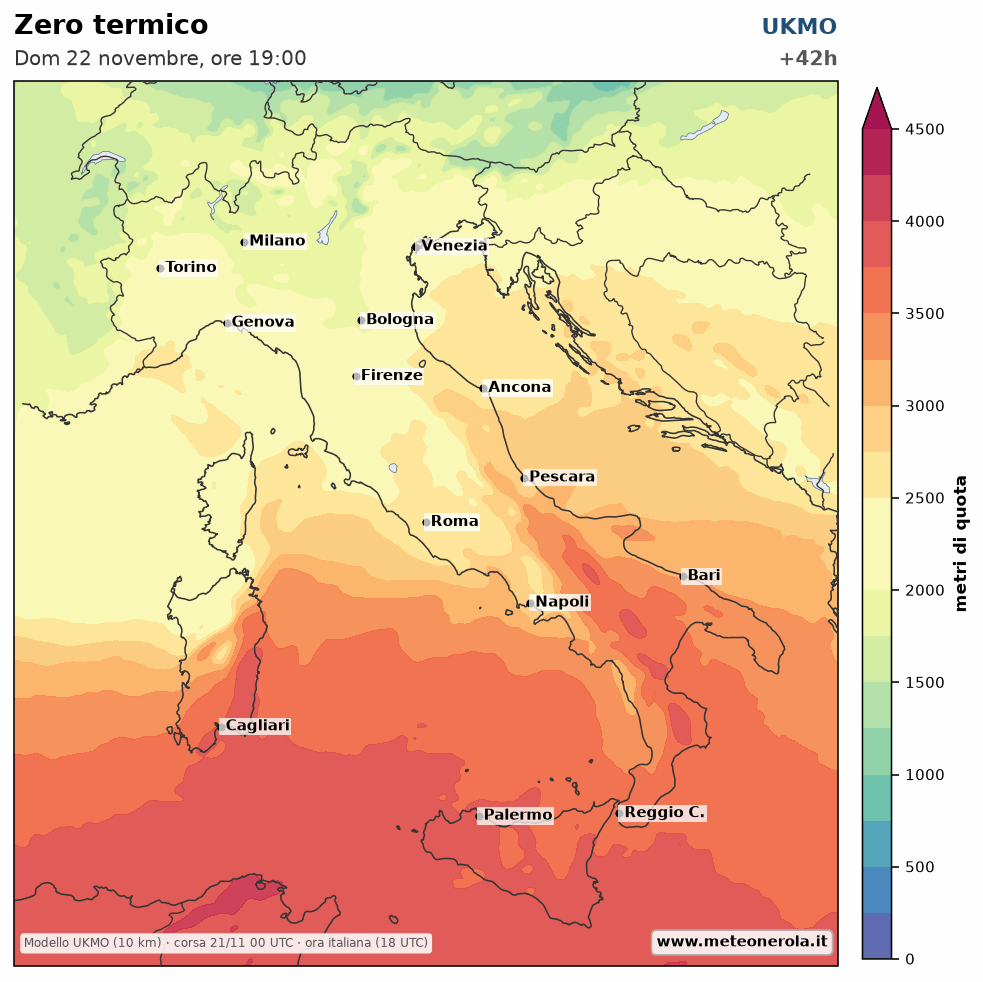 Zero termico
UKMO
Dom 22 novembre, ore 19:00
+42h
Milano
Venezia
Torino
Genova
Bologna
Firenze
Ancona
Pescara
Roma
Bari
Napoli
Cagliari
Palermo
Reggio C.
4500
4000
3500
3000
2500
2000
1500
1000
500
0
metri di quota
Modello UKMO (10 km) · corsa 21/11 00 UTC · ora italiana (18 UTC)
www.meteonerola.it